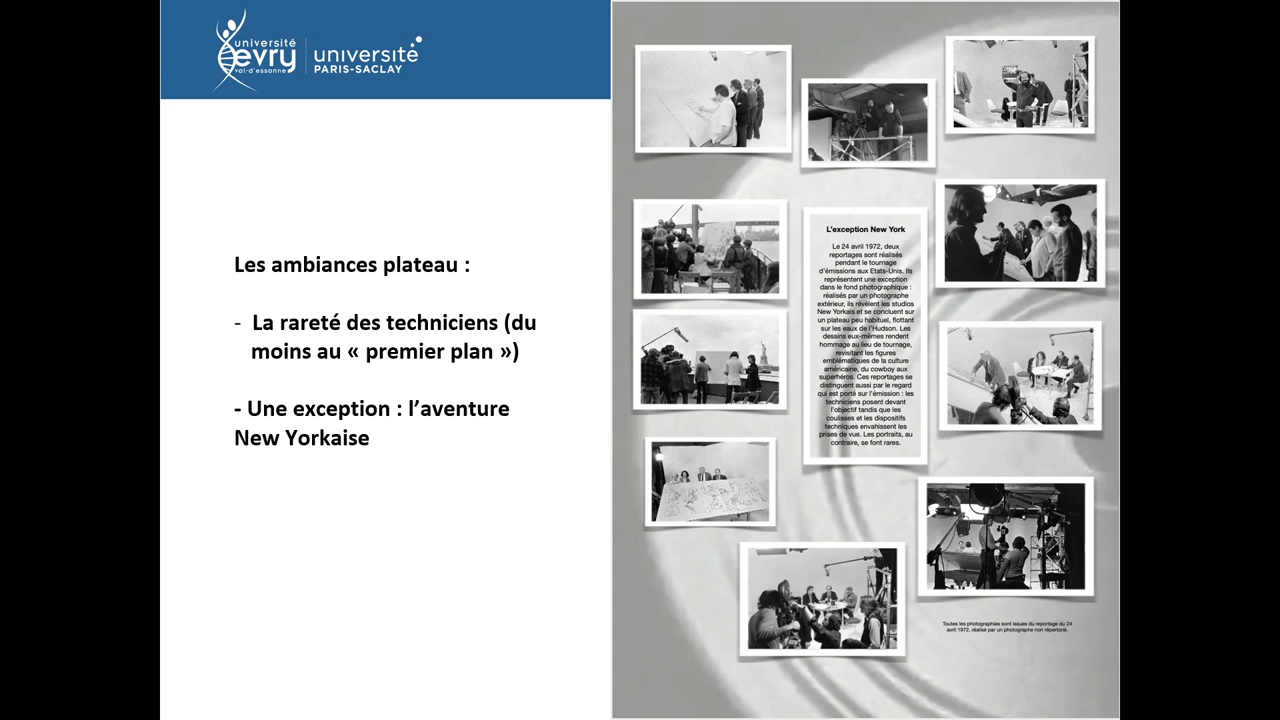 université
evry
val-d'essonne
université
PARIS-SACLAY
Les ambiances plateau :
- La rareté des techniciens (du
moins au « premier plan »)
- Une exception : l’aventure
New Yorkaise
L'exception New York
Le 24 avril 1972, deux
reportages sont réalisés
pendant le tournage
d'émissions aux Etats-Unis. Ils
représentent une exception
dans le fond photographique :
réalisés par un photographe
extérieur, ils révèlent les studios
New Yorkais et se concluent sur
un plateau peu habituel, flottant
sur les eaux de l'Hudson. Les
dessins eux-mêmes rendent
hommage au lieu de tournage,
revisitant les figures
emblématiques de la culture
américaine, du cowboy aux
superhéros. Ces reportages se
distinguent aussi par le regard
qui est porté sur l'émission : les
techniciens posent devant
l'objectif tandis que les
coulisses et les dispositifs
techniques envahissent les
prises de vue. Les portraits, au
contraire, se font rares.
Toutes les photographies sont issues du reportage du 24
avril 1972, réalisé par un photographe non répertorié.